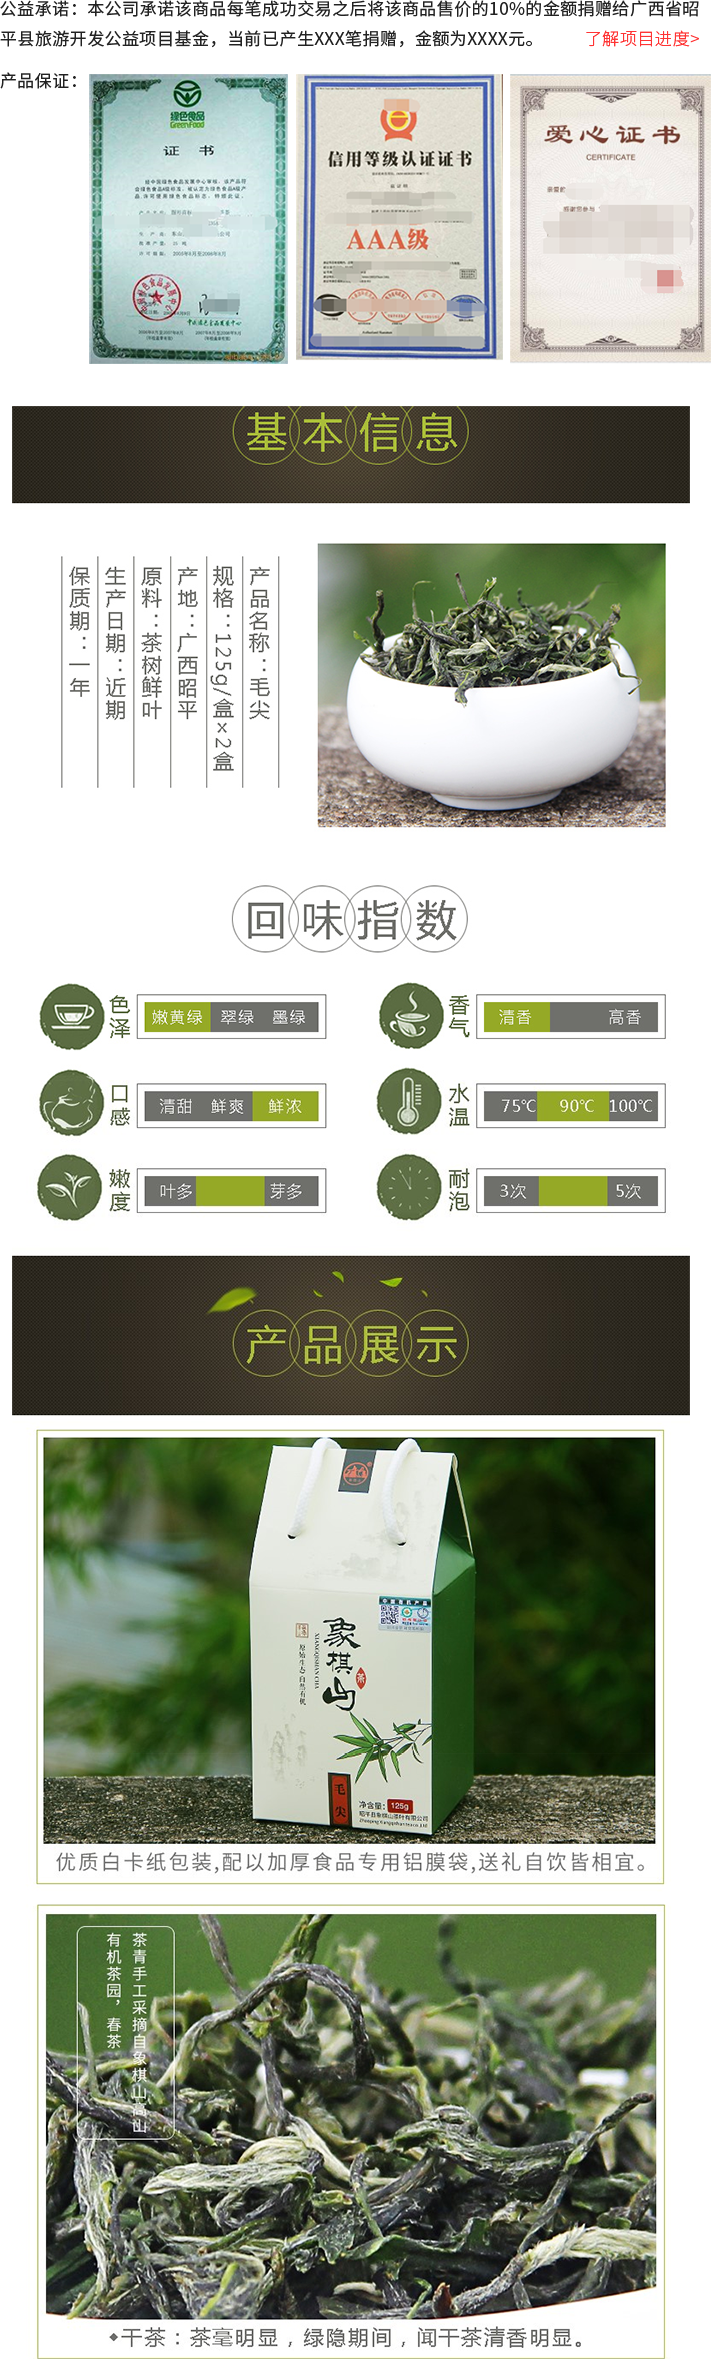 公益承诺：本公司承诺该商品每笔成功交易之后将该商品售价的10%的金额捐赠给广西省昭
平县旅游开发公益项目基金，当前已产生XXX笔捐赠，金额为XXXX元。
了解项目进度>
产品保证：
绿色食品
GreenFood
证 书
信用等级认证证书
AAA级
爱心证书
CERTIFICATE
基本信息
产品名称：毛尖
规格：125g/盒×2盒
产地：广西昭平
原料：茶树鲜叶
生产日期：近期
保质期：一年
回味指数
色泽
嫩黄绿 翠绿 墨绿
香气
清香 高香
口感
清甜 鲜爽 鲜浓
水温
75℃ 90℃ 100℃
嫩度
叶多 芽多
耐泡
3次 5次
产品展示
象棋山
茶
XIANGQISHAN CHA
原始生态 自然有机
毛尖
净含量：125g
昭平县象棋山茶叶有限公司
优质白卡纸包装,配以加厚食品专用铝膜袋,送礼自饮皆相宜。
茶青手工采摘自象棋山高山
有机茶园，春茶
◆干茶：茶毫明显，绿隐期间，闻干茶清香明显。